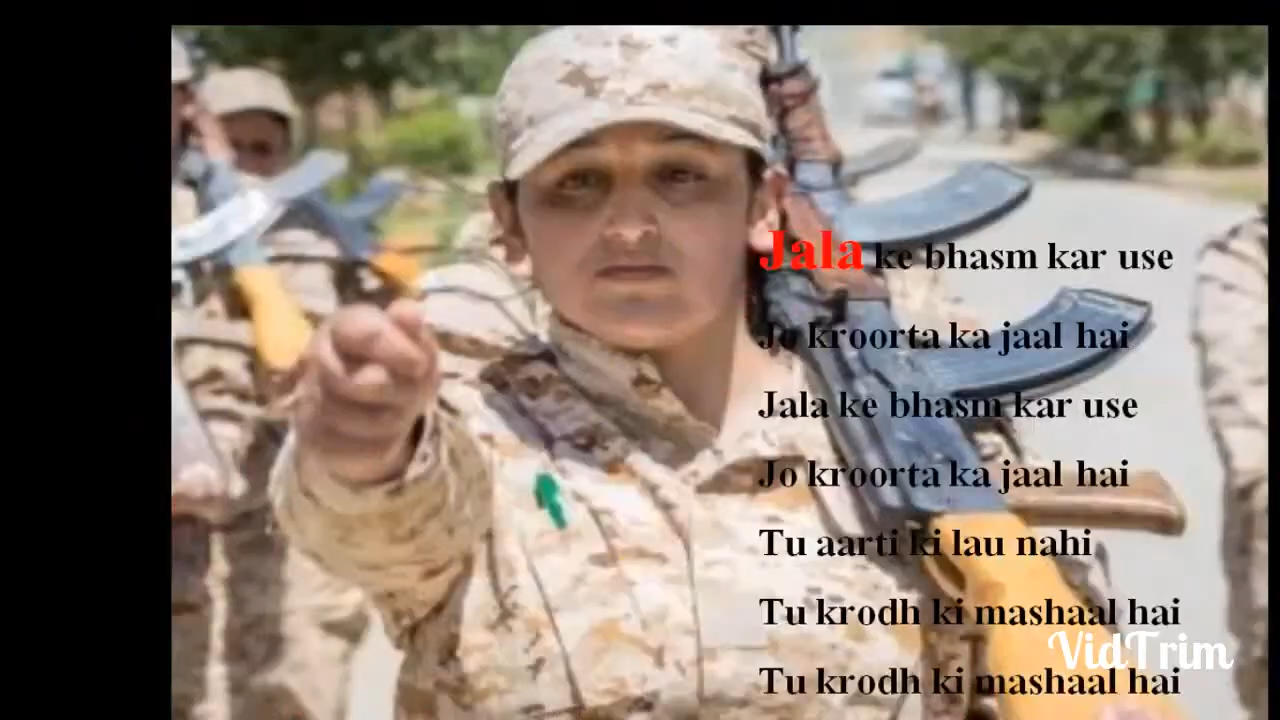 Jala ke bhasm kar use
Jo kroorta ka jaal hai
Jala ke bhasm kar use
Jo kroorta ka jaal hai
Tu aarti ki lau nahi
Tu krodh ki mashaal hai
Tu krodh ki mashaal hai
VidTrim